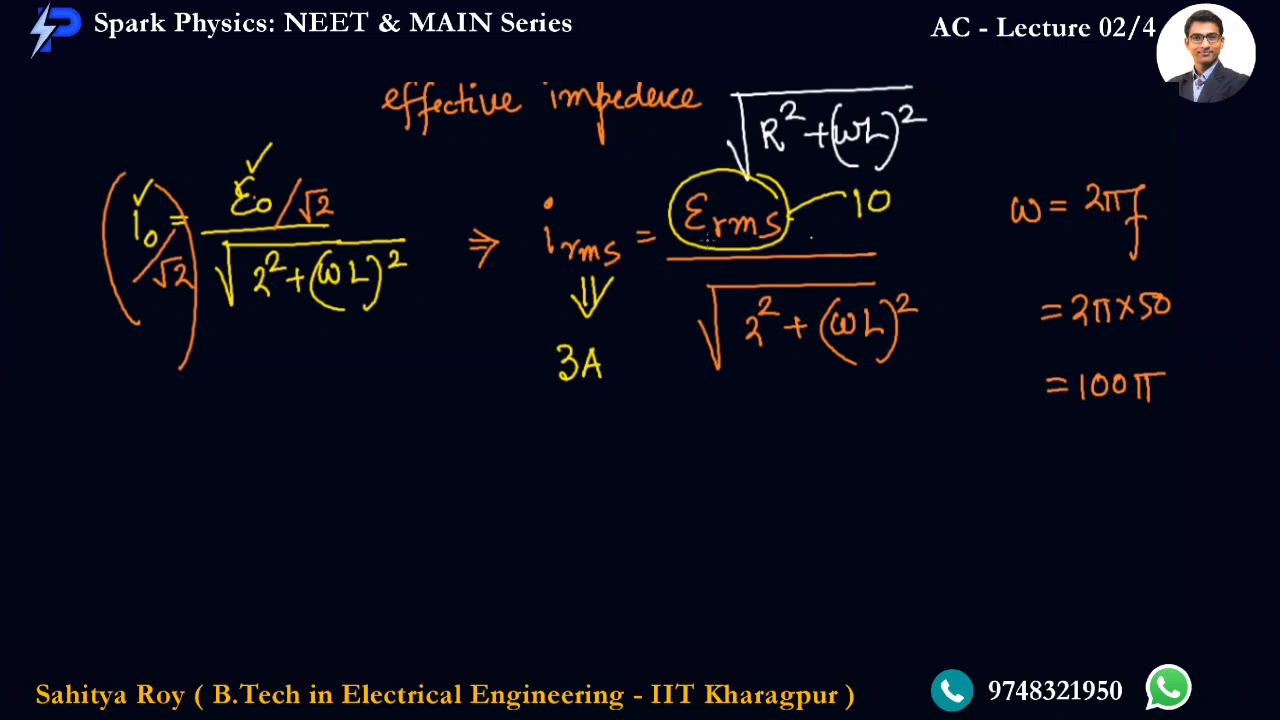 Spark Physics: NEET & MAIN Series
AC - Lecture 02/4
effective impedence √(R² + (ωL)²)
(i₀/√2) = (ℰ₀/√2) / √(2² + (ωL)²) ⇒ i_rms = ℰ_rms / √(2² + (ωL)²)
10
⇓
3A
ω = 2πf
= 2π × 50
= 100π
Sahitya Roy ( B.Tech in Electrical Engineering - IIT Kharagpur )
9748321950